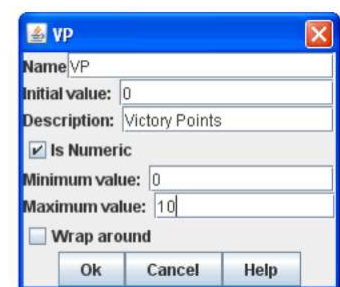 VP
Name VP
Initial value: 0
Description: Victory Points
Is Numeric
Minimum value: 0
Maximum value: 10
Wrap around
Ok Cancel Help